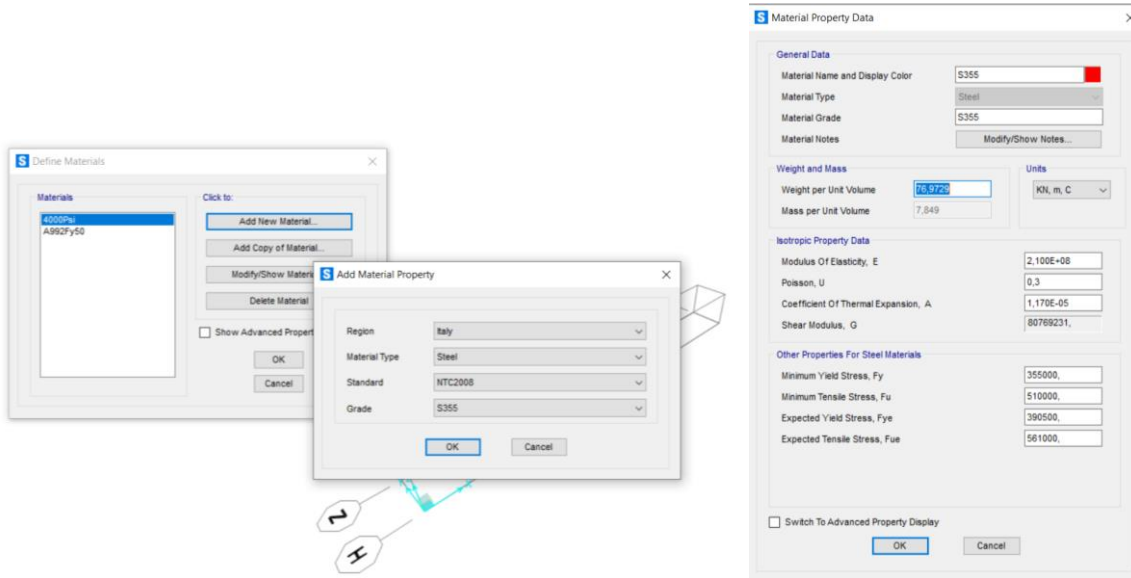 Define Materials
Materials
4000Psi
A992Fy50
Click to:
Add New Material...
Add Copy of Material...
Modify/Show Materi
Delete Material
Show Advanced Propert
OK
Cancel
Add Material Property
Region
Italy
Material Type
Steel
Standard
NTC2008
Grade
S355
OK
Cancel
Z
H
Material Property Data
General Data
Material Name and Display Color
S355
Material Type
Steel
Material Grade
S355
Material Notes
Modify/Show Notes...
Weight and Mass
Weight per Unit Volume
76,9729
Mass per Unit Volume
7,849
Units
KN, m, C
Isotropic Property Data
Modulus Of Elasticity, E
2,100E+08
Poisson, U
0,3
Coefficient Of Thermal Expansion, A
1,170E-05
Shear Modulus, G
80769231,
Other Properties For Steel Materials
Minimum Yield Stress, Fy
355000,
Minimum Tensile Stress, Fu
510000,
Expected Yield Stress, Fye
390500,
Expected Tensile Stress, Fue
561000,
Switch To Advanced Property Display
OK
Cancel